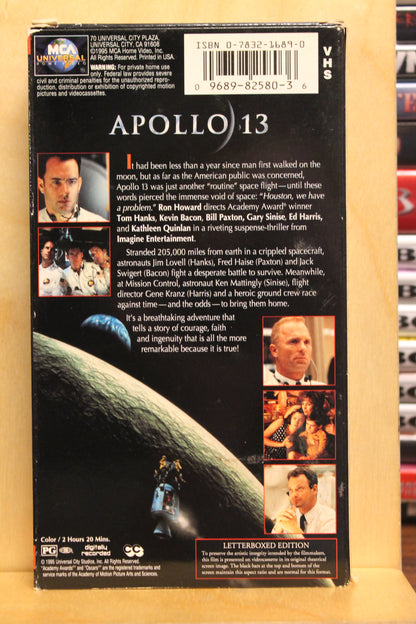 MCA
UNIVERSAL
70 UNIVERSAL CITY PLAZA,
UNIVERSAL CITY, CA 91608
©1995 MCA Home Video, Inc.
All Rights Reserved. Printed in USA.
WARNING: For private home use
only. Federal law provides severe
civil and criminal penalties for the unauthorized repro-
duction, distribution or exhibition of copyrighted motion
pictures and videocassettes.
ISBN 0-7832-1689-0
0 9689-82580-3 6
VHS
APOLLO 13
It had been less than a year since man first walked on the
moon, but as far as the American public was concerned,
Apollo 13 was just another "routine" space flight—until these
words pierced the immense void of space: "Houston, we have
a problem." Ron Howard directs Academy Award® winner
Tom Hanks, Kevin Bacon, Bill Paxton, Gary Sinise, Ed Harris,
and Kathleen Quinlan in a riveting suspense-thriller from
Imagine Entertainment.
Stranded 205,000 miles from earth in a crippled spacecraft,
astronauts Jim Lovell (Hanks), Fred Haise (Paxton) and Jack
Swigert (Bacon) fight a desperate battle to survive. Meanwhile,
at Mission Control, astronaut Ken Mattingly (Sinise), flight
director Gene Kranz (Harris) and a heroic ground crew race
against time—and the odds—to bring them home.
It's a breathtaking adventure that
tells a story of courage, faith
and ingenuity that is all the more
remarkable because it is true!
Color / 2 Hours 20 Mins.
PG
digitally
recorded
CC
© 1995 Universal City Studios, Inc. All Rights Reserved.
"Academy Awards®" and "Oscars®" are the registered trademarks and
service marks of the Academy of Motion Picture Arts and Sciences.
LETTERBOXED EDITION
To preserve the artistic integrity intended by the filmmakers,
this film is presented on videocassette in its original theatrical
screen image. The black bars at the top and bottom of the
screen maintain this aspect ratio and are normal for this format.